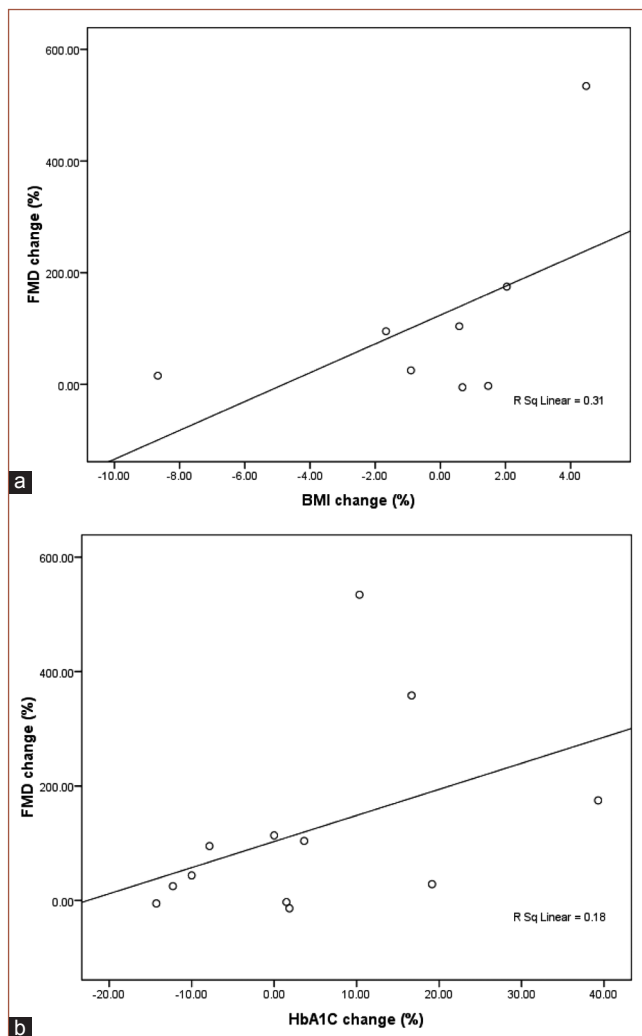 600.00
400.00
200.00
0.00
FMD change (%)
R Sq Linear = 0.31
-10.00 -8.00 -6.00 -4.00 -2.00 0.00 2.00 4.00
a
BMI change (%)
600.00
400.00
200.00
0.00
FMD change (%)
R Sq Linear = 0.18
-20.00 -10.00 0.00 10.00 20.00 30.00 40.00
b
HbA1C change (%)